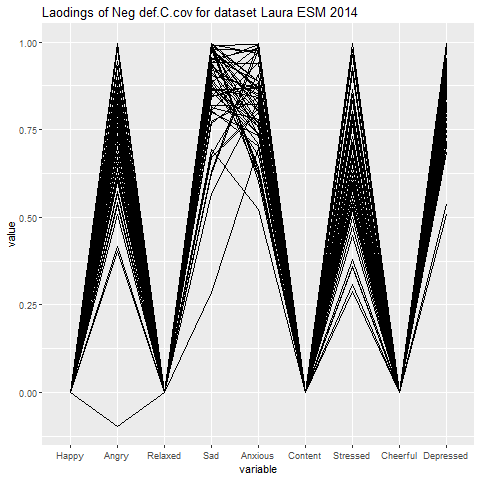 Laodings of Neg def.C.cov for dataset Laura ESM 2014
1.00
0.75
0.50
0.25
0.00
value
Happy Angry Relaxed Sad Anxious Content Stressed Cheerful Depressed
variable